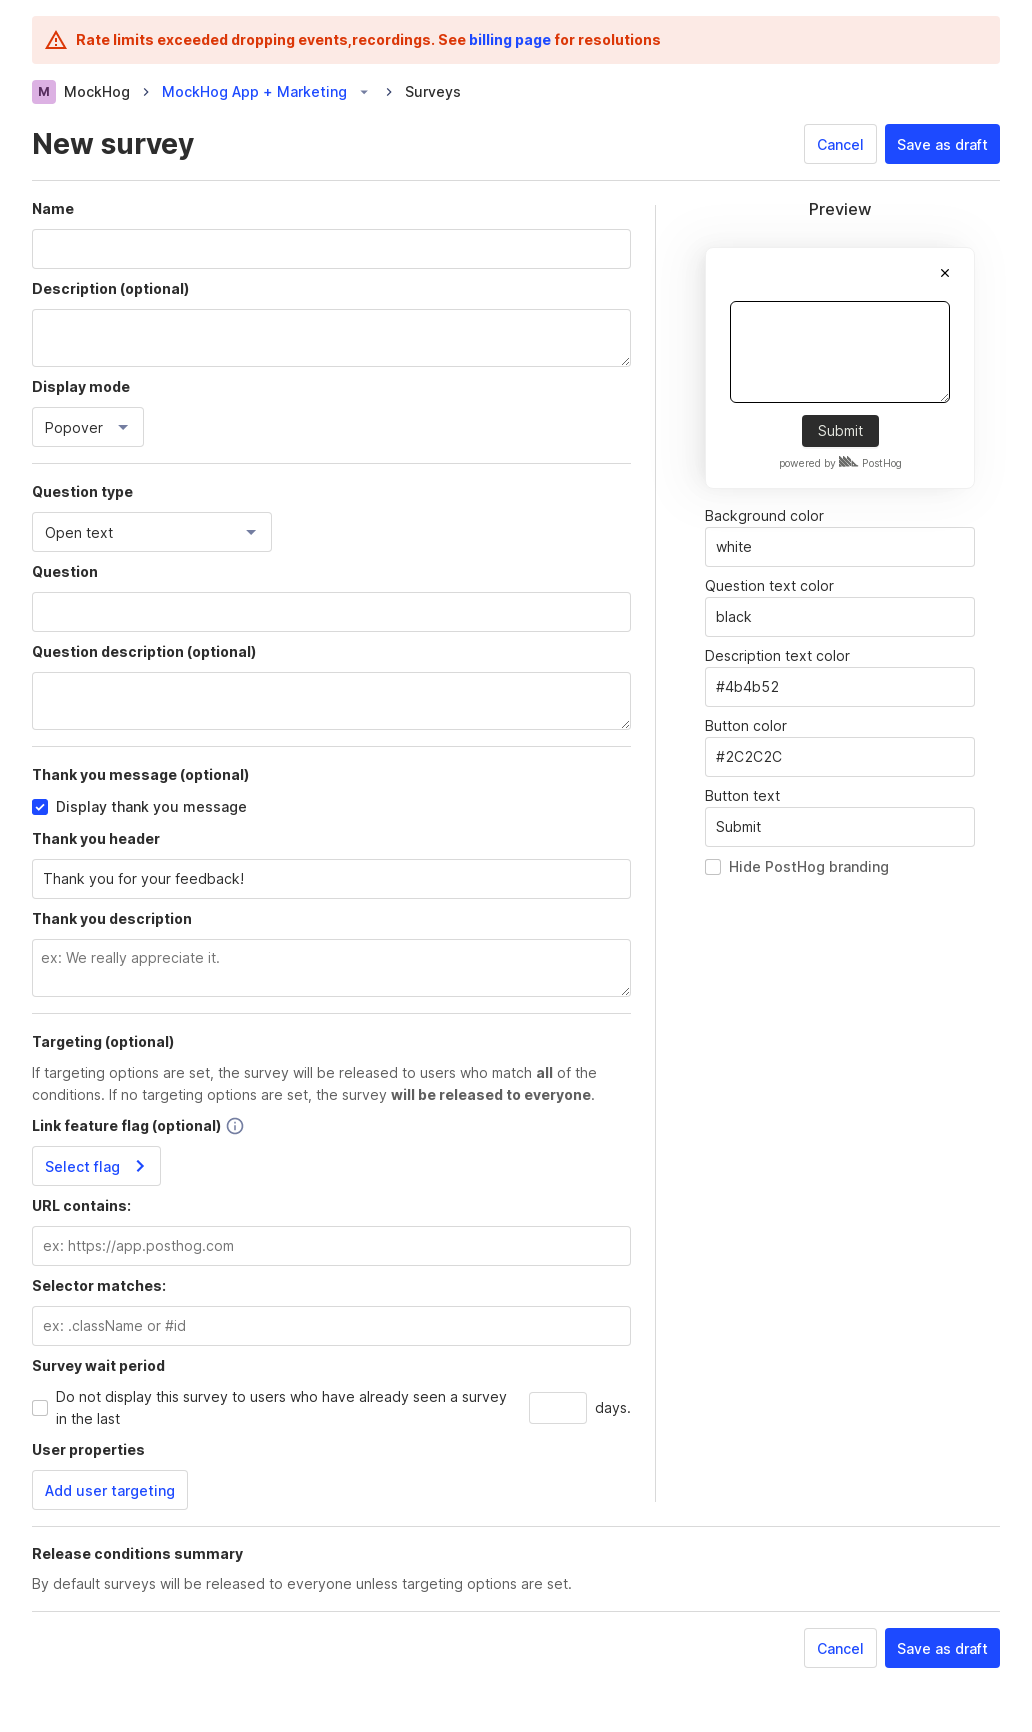 Rate limits exceeded dropping events,recordings. See billing page for resolutions
M MockHog > MockHog App + Marketing > Surveys
New survey
Cancel
Save as draft
Name
Description (optional)
Display mode
Popover
Question type
Open text
Question
Question description (optional)
Thank you message (optional)
Display thank you message
Thank you header
Thank you for your feedback!
Thank you description
ex: We really appreciate it.
Targeting (optional)
If targeting options are set, the survey will be released to users who match all of the
conditions. If no targeting options are set, the survey will be released to everyone.
Link feature flag (optional)
Select flag
URL contains:
ex: https://app.posthog.com
Selector matches:
ex: .className or #id
Survey wait period
Do not display this survey to users who have already seen a survey
in the last
days.
User properties
Add user targeting
Preview
Submit
powered by PostHog
Background color
white
Question text color
black
Description text color
#4b4b52
Button color
#2C2C2C
Button text
Submit
Hide PostHog branding
Release conditions summary
By default surveys will be released to everyone unless targeting options are set.
Cancel
Save as draft